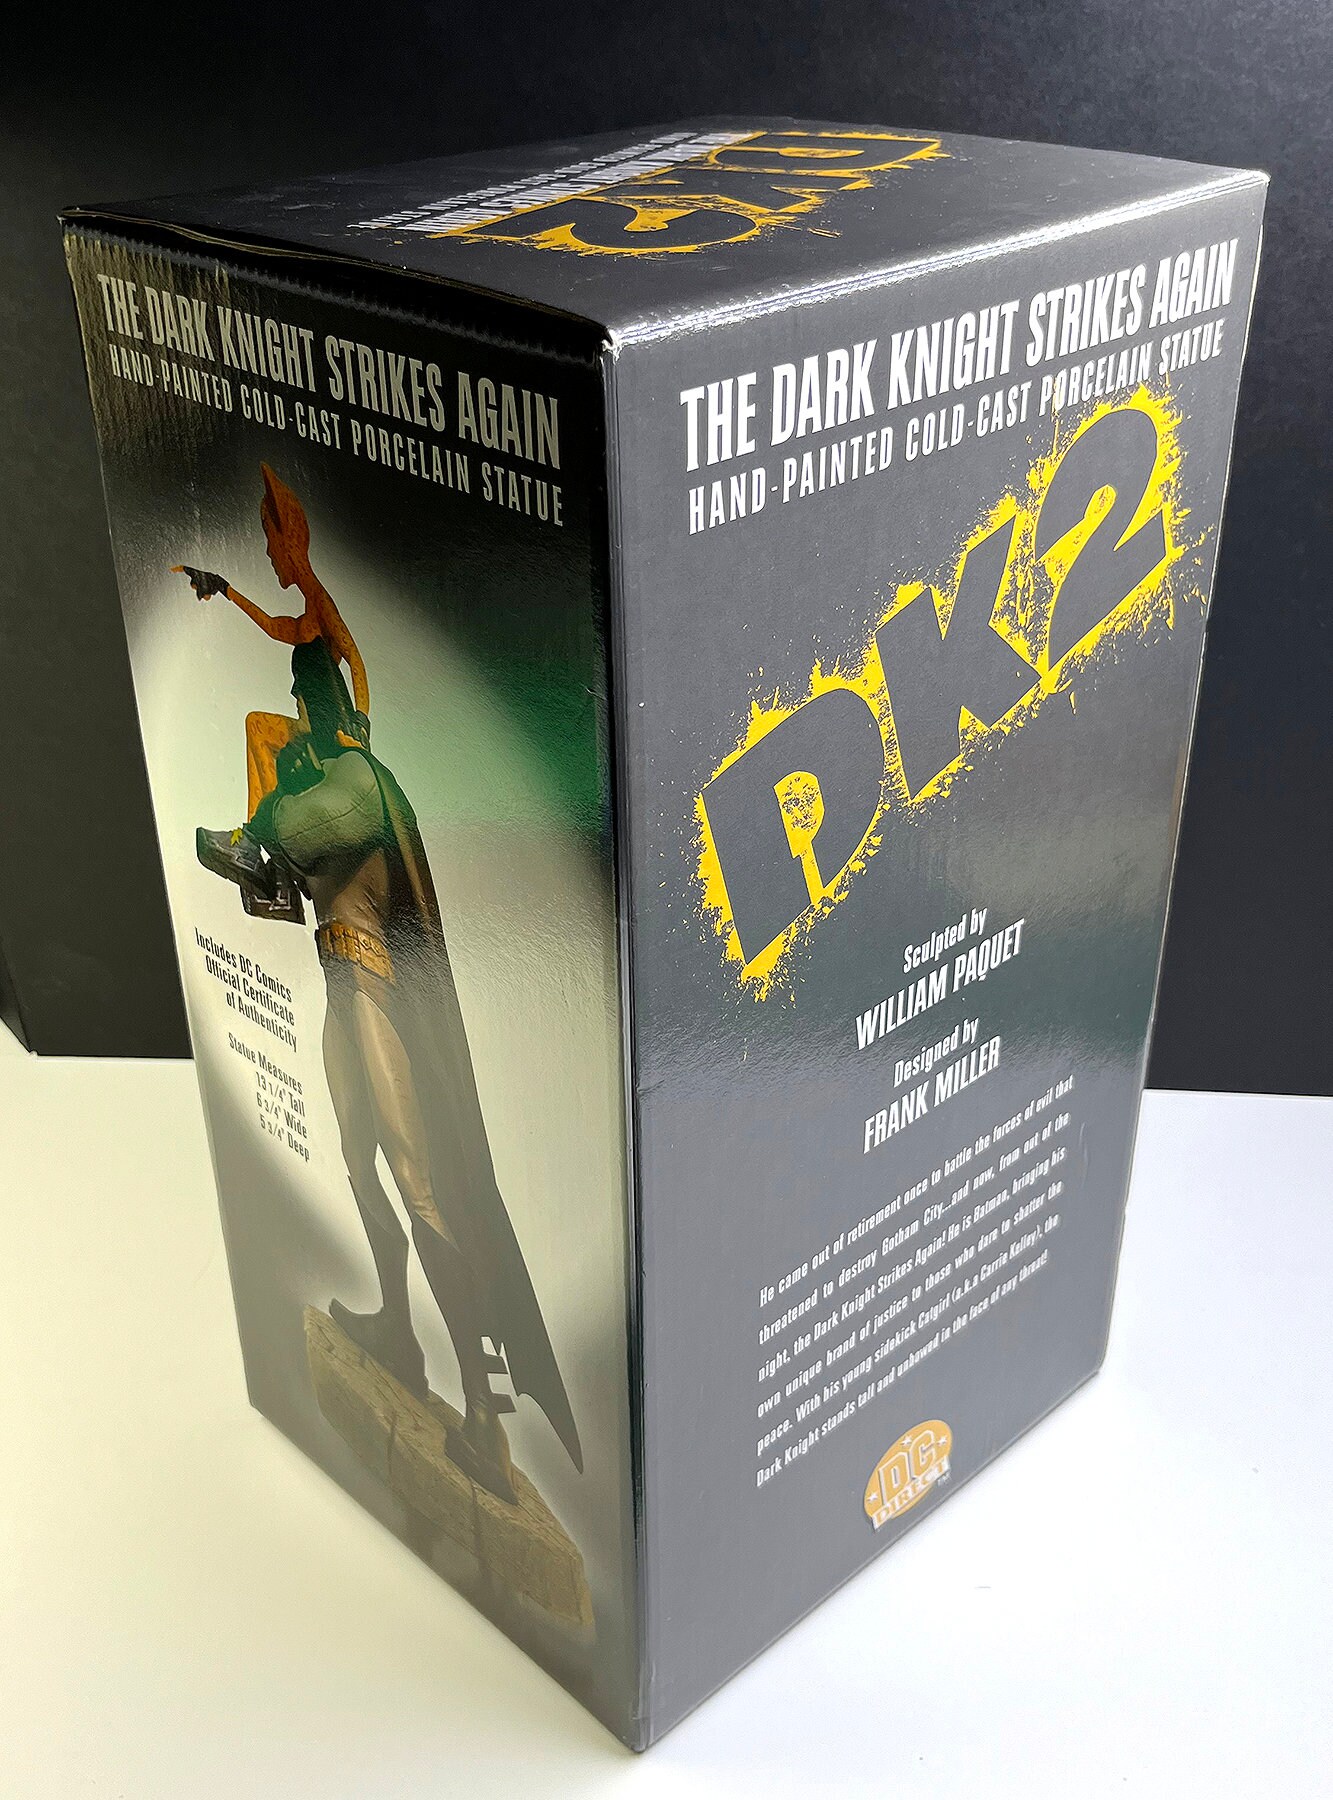 DK2
THE DARK KNIGHT STRIKES AGAIN
HAND-PAINTED COLD-CAST PORCELAIN STATUE
Includes DC Comics
Official Certificate
of Authenticity
Statue Measures
13 1/4" Tall
6 3/4" Wide
5 3/4" Deep
THE DARK KNIGHT STRIKES AGAIN
HAND-PAINTED COLD-CAST PORCELAIN STATUE
DK2
Sculpted by
WILLIAM PAQUET
Designed by
FRANK MILLER
He came out of retirement once to battle the forces of evil that
threatened to destroy Gotham City...and now, from out of the
night, the Dark Knight Strikes Again! He is Batman, bringing his
own unique brand of justice to those who dare to shatter the
peace. With his young sidekick Catgirl (a.k.a Carrie Kelley), the
Dark Knight stands tall and unbowed in the face of any threat!
DC
DIRECT™